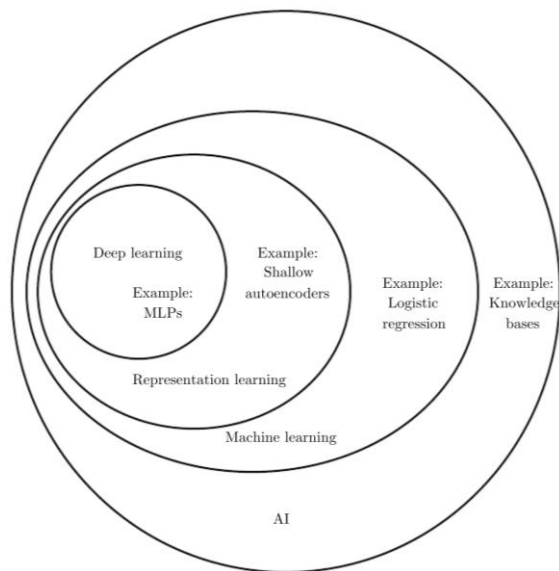 Deep learning
Example:
MLPs
Example:
Shallow
autoencoders
Example:
Logistic
regression
Example:
Knowledge
bases
Representation learning
Machine learning
AI